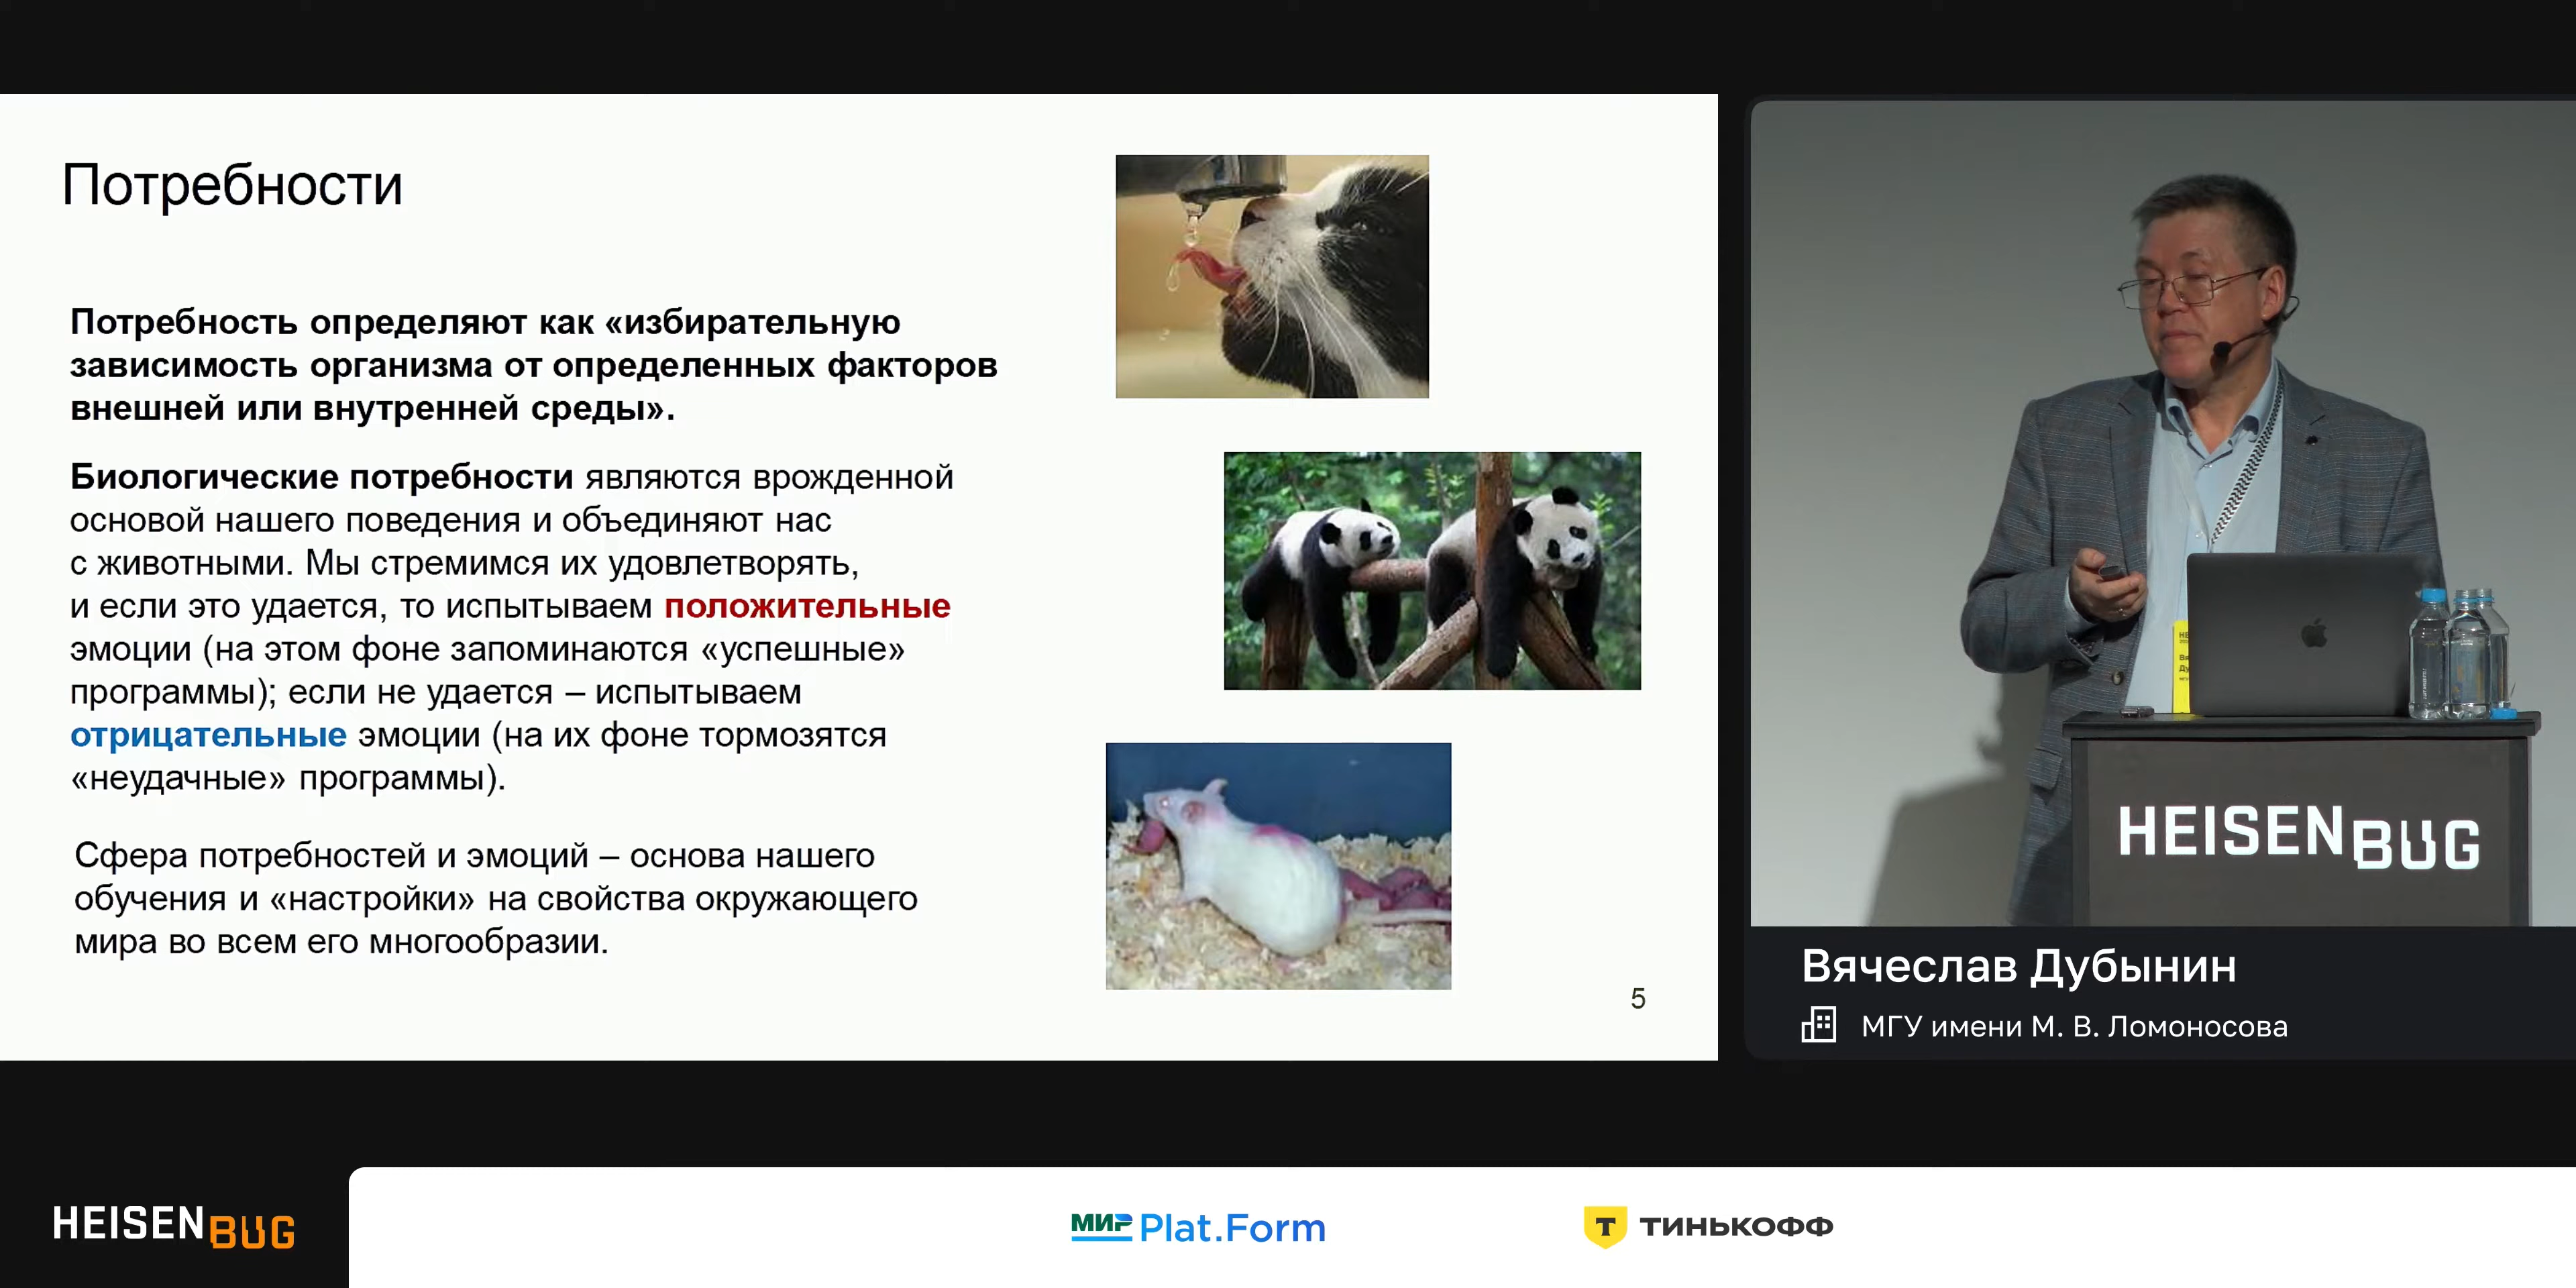 Потребности
Потребность определяют как «избирательную
зависимость организма от определенных факторов
внешней или внутренней среды».
Биологические потребности являются врожденной
основой нашего поведения и объединяют нас
с животными. Мы стремимся их удовлетворять,
и если это удается, то испытываем положительные
эмоции (на этом фоне запоминаются «успешные»
программы); если не удается – испытываем
отрицательные эмоции (на их фоне тормозятся
«неудачные» программы).
Сфера потребностей и эмоций – основа нашего
обучения и «настройки» на свойства окружающего
мира во всем его многообразии.
5
HEISENBUG
Вячеслав Дубынин
МГУ имени М. В. Ломоносова
HEISENBUG
МИР Plat.Form
Т ТИНЬКОФФ